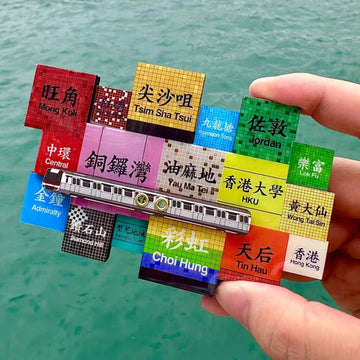 旺角
Mong Kok
尖沙咀
Tsim Sha Tsui
九龍塘
Kowloon Tong
佐敦
Jordan
樂富
Lok Fu
中環
Central
銅鑼灣
油麻地
Yau Ma Tei
香港大學
HKU
黃大仙
Wong Tai Sin
金鐘
Admiralty
鑽石山
Diamond Hill
彩虹
Choi Hung
天后
Tin Hau
香港
Hong Kong